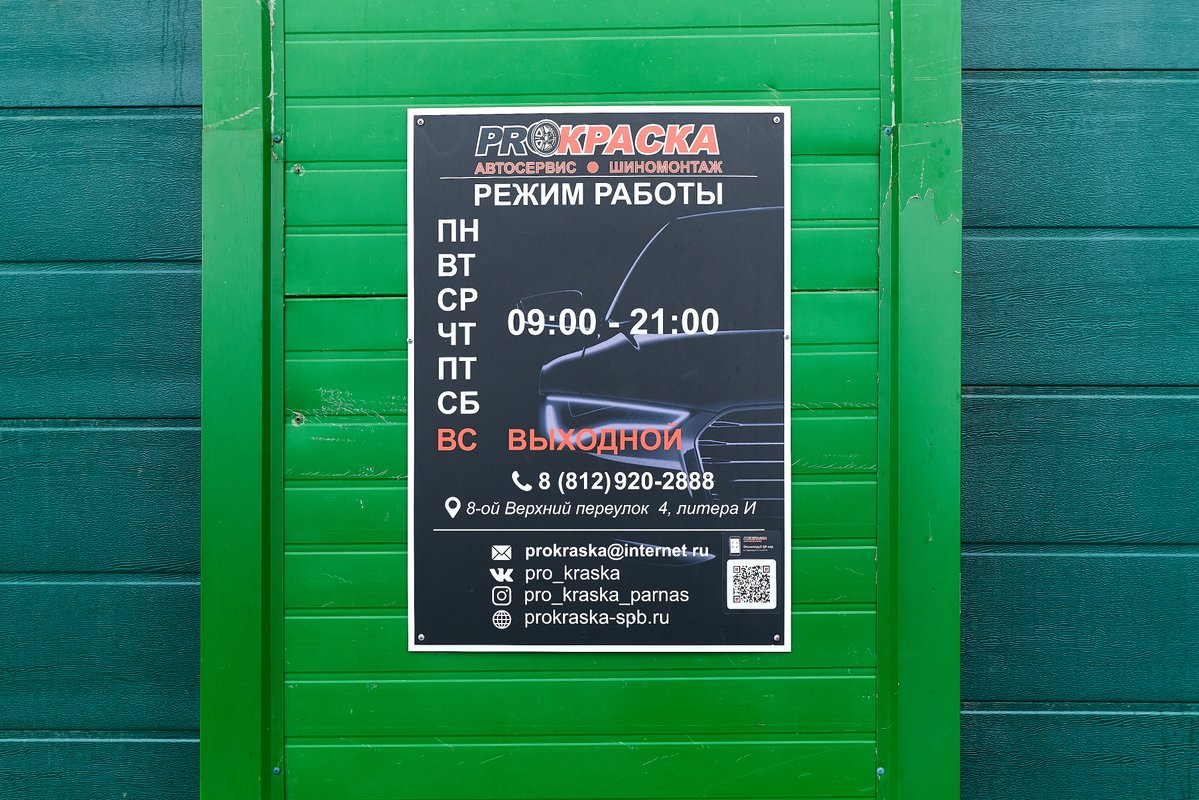 PROКРАСКА
АВТОСЕРВИС ● ШИНОМОНТАЖ
РЕЖИМ РАБОТЫ
ПН
ВТ
СР
09:00 - 21:00
ЧТ
ПТ
СБ
ВС ВЫХОДНОЙ
8 (812) 920-2888
8-ой Верхний переулок 4, литера И
prokraska@internet ru
pro_kraska
pro_kraska_parnas
prokraska-spb.ru